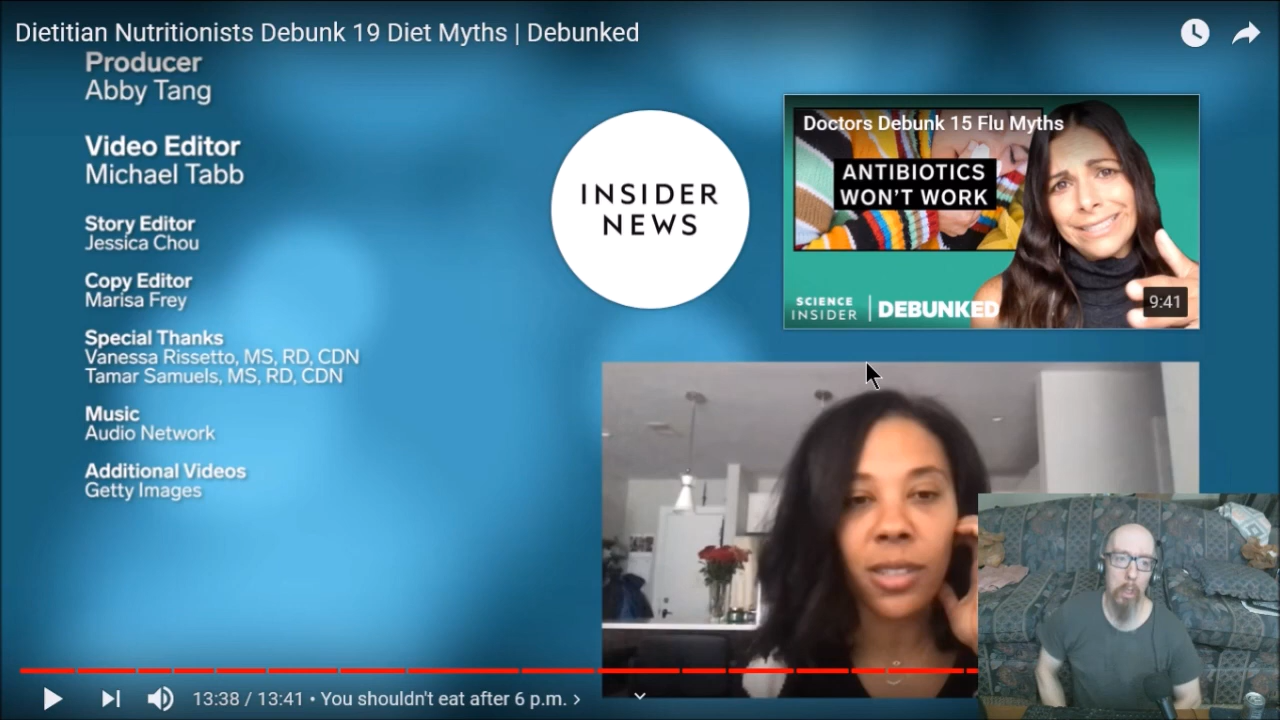 Dietitian Nutritionists Debunk 19 Diet Myths | Debunked
Producer
Abby Tang
Video Editor
Michael Tabb
Story Editor
Jessica Chou
Copy Editor
Marisa Frey
Special Thanks
Vanessa Rissetto, MS, RD, CDN
Tamar Samuels, MS, RD, CDN
Music
Audio Network
Additional Videos
Getty Images
INSIDER
NEWS
Doctors Debunk 15 Flu Myths
ANTIBIOTICS
WON'T WORK
SCIENCE
INSIDER
DEBUNKED
9:41
13:38 / 13:41 • You shouldn't eat after 6 p.m. ›